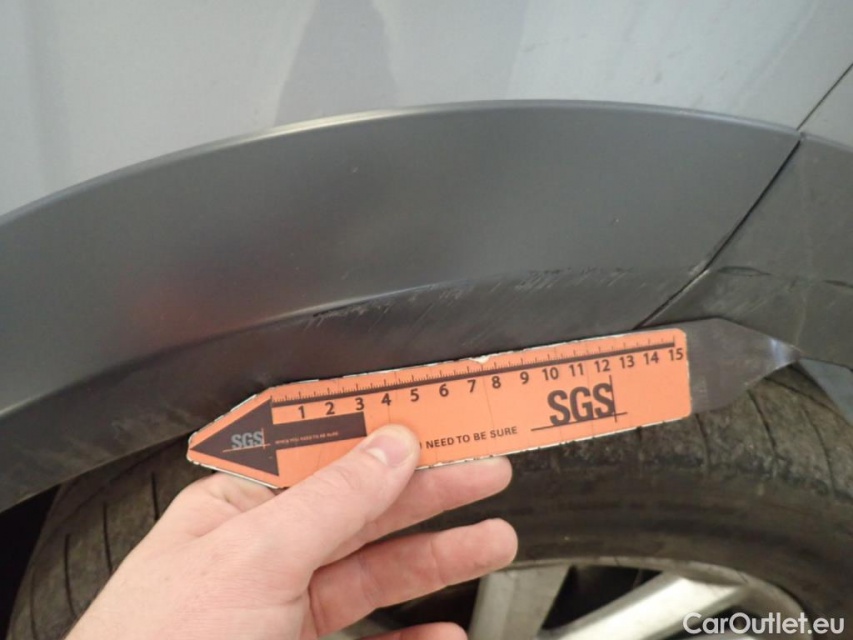 1 2 3 4 5 6 7 8 9 10 11 12 13 14 15
SGS
I NEED TO BE SURE
SGS
CarOutlet.eu